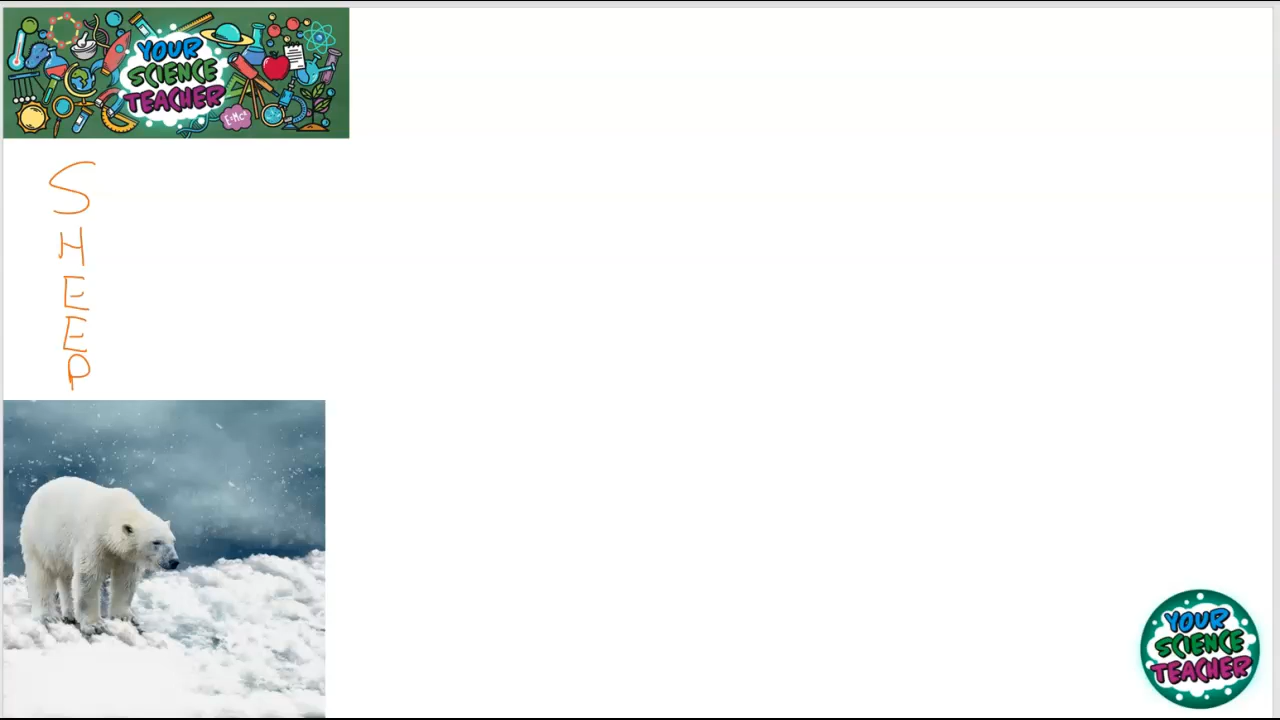 YOUR
SCIENCE
TEACHER
E=MC²
S
H
E
E
P
YOUR
SCIENCE
TEACHER